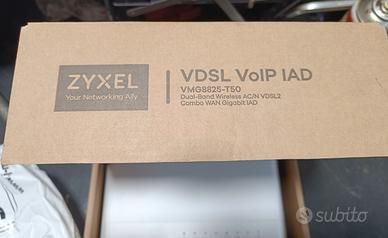 ZYXEL
Your Networking Ally
VDSL VoIP IAD
VMG8825-T50
Dual-Band Wireless AC/N VDSL2
Combo WAN Gigabit IAD
subito